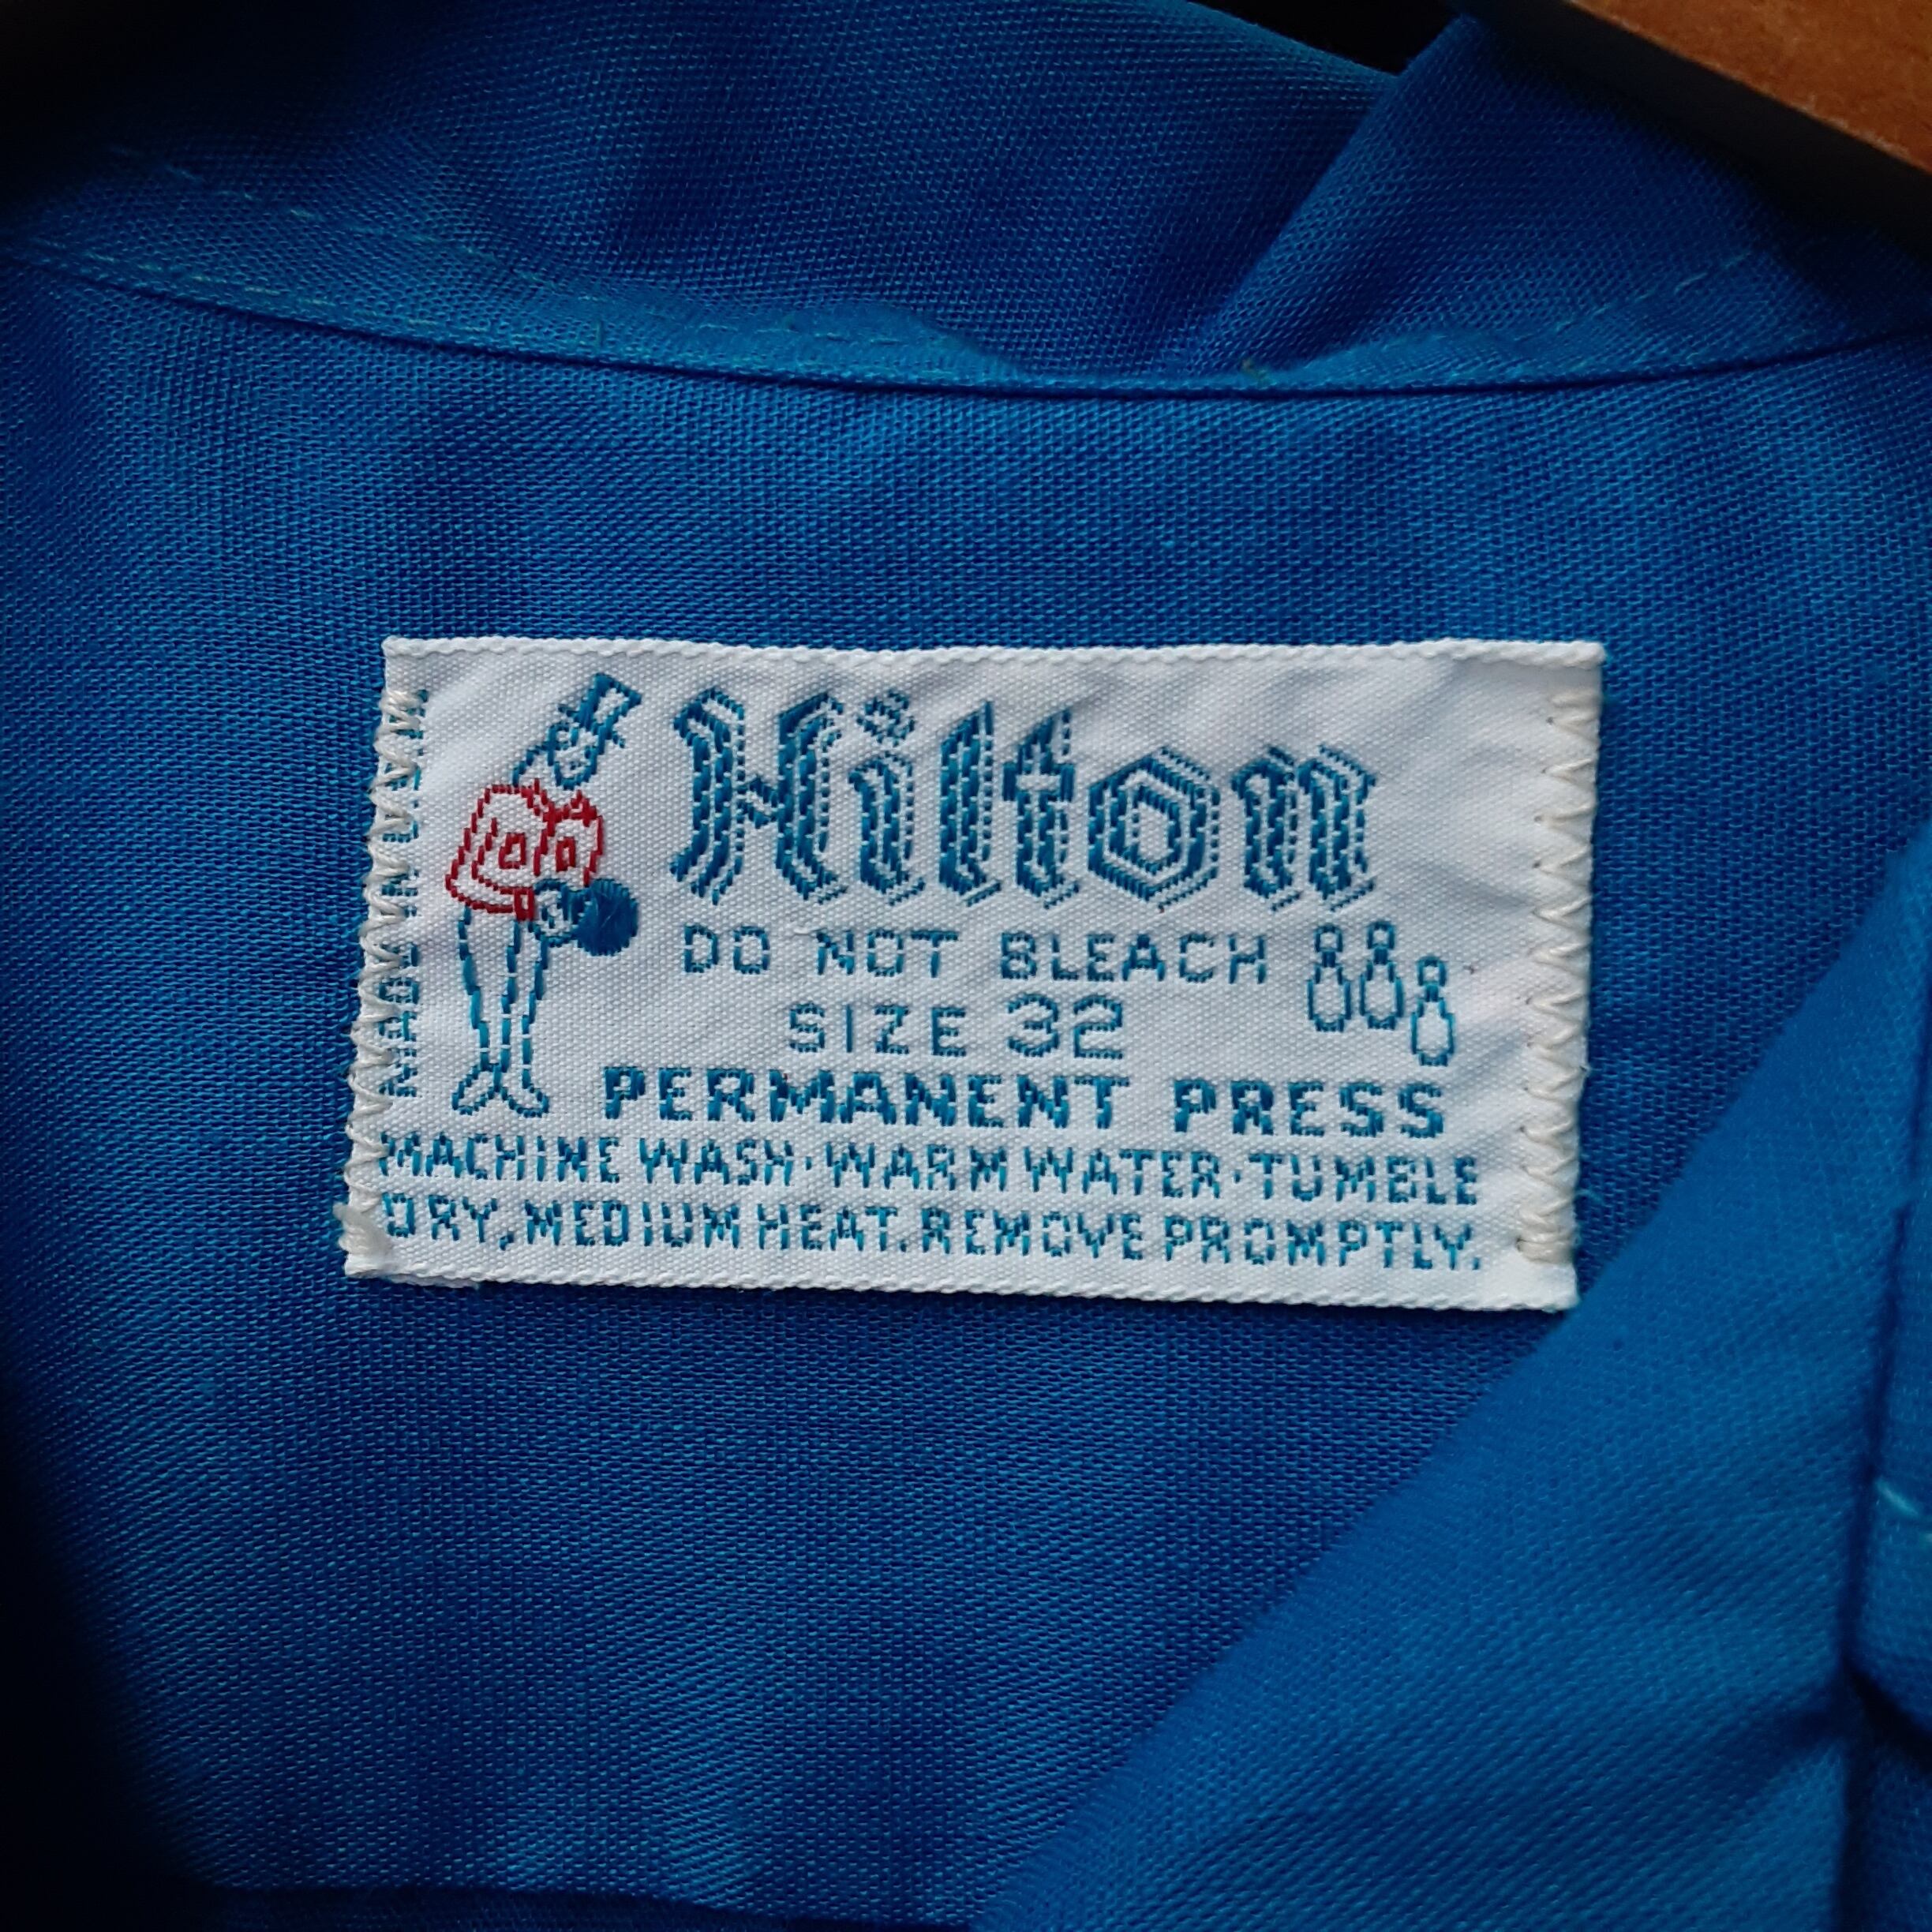 Hilton
DO NOT BLEACH
SIZE 32
PERMANENT PRESS
MACHINE WASH·WARM WATER·TUMBLE
DRY, MEDIUM HEAT. REMOVE PROMPTLY.
MADE IN